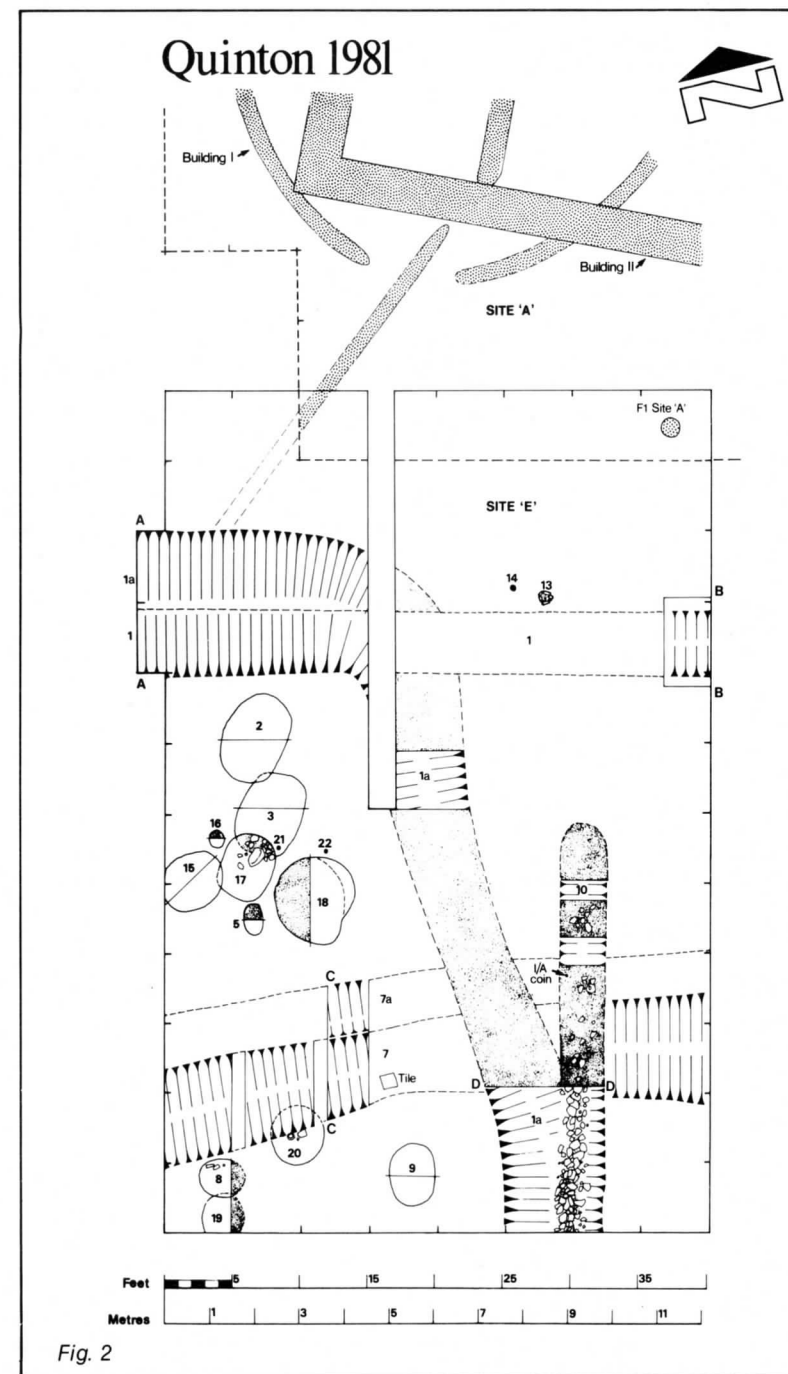 Quinton 1981
N
Building I
Building II
SITE 'A'
F1 Site 'A'
SITE 'E'
A
1a
14
13
B
1
1
A
B
2
1a
3
16
21
22
15
17
18
10
5
I/A
coin
C
7a
7
Tile
D
D
C
1a
20
9
8
19
Feet 5 15 25 35
Metres 1 3 5 7 9 11
Fig. 2